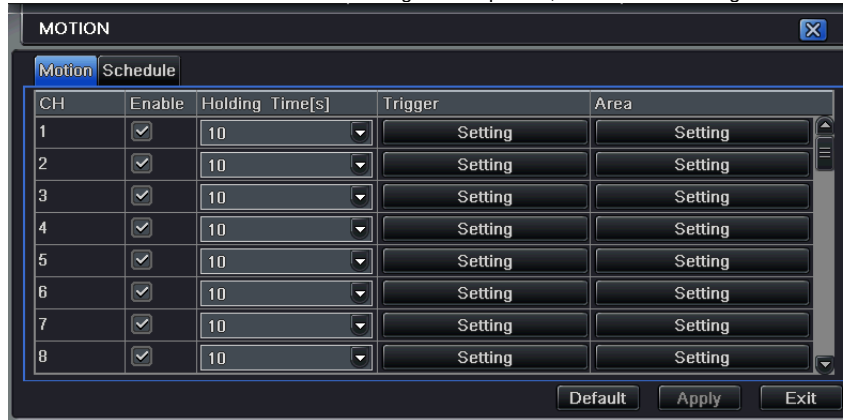 MOTION
Motion Schedule
CH Enable Holding Time[s] Trigger Area
1 10 Setting Setting
2 10 Setting Setting
3 10 Setting Setting
4 10 Setting Setting
5 10 Setting Setting
6 10 Setting Setting
7 10 Setting Setting
8 10 Setting Setting
Default Apply Exit